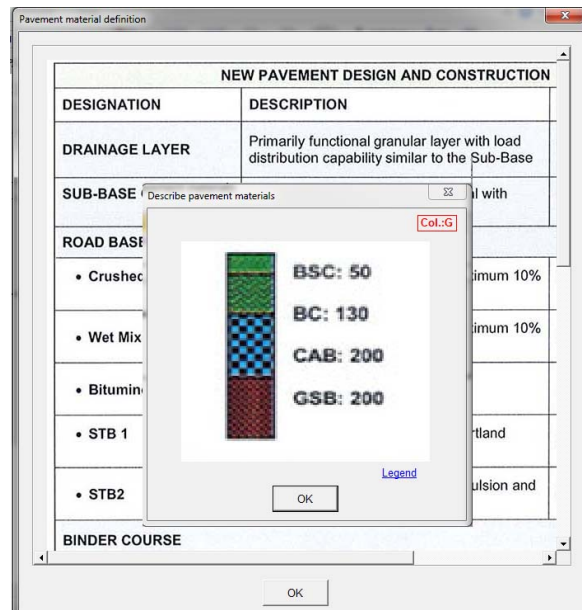 Pavement material definition
NEW PAVEMENT DESIGN AND CONSTRUCTION
DESIGNATION DESCRIPTION
DRAINAGE LAYER
Primarily functional granular layer with load
distribution capability similar to the Sub-Base
SUB-BASE
l with
Describe pavement materials
Col.:G
ROAD BASE
• Crushed
imum 10%
• Wet Mix
imum 10%
• Bitumin
• STB 1
rtland
• STB2
ulsion and
BSC: 50
BC: 130
CAB: 200
GSB: 200
Legend
OK
BINDER COURSE
OK